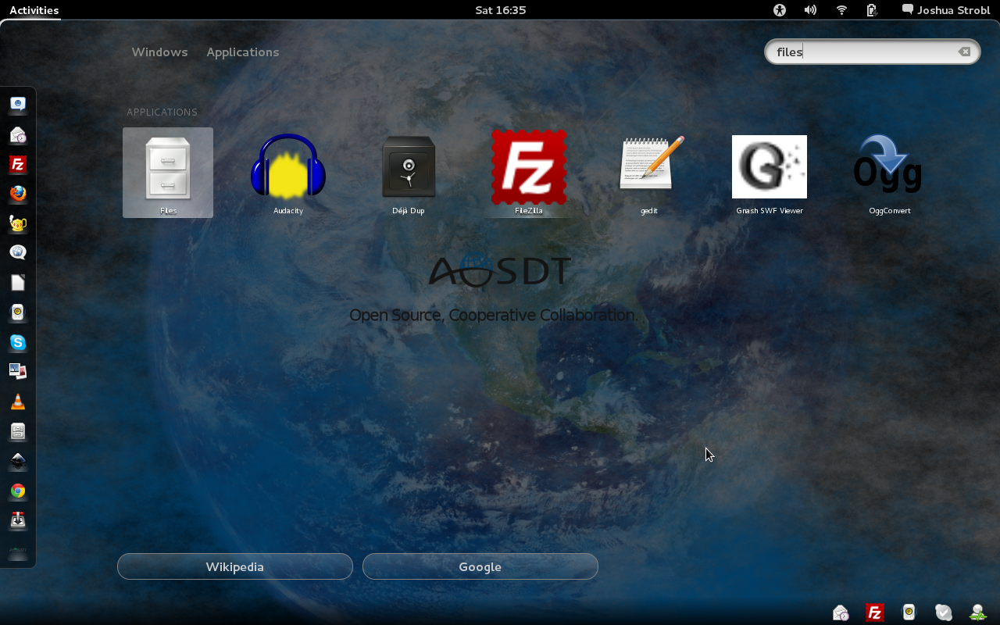 Activities
Sat 16:35
Joshua Strobl
Windows
Applications
files
APPLICATIONS
Files
Audacity
Déjà Dup
FileZilla
gedit
Gnash SWF Viewer
OggConvert
Fz
G
Ogg
AOSDT
Open Source, Cooperative Collaboration.
Wikipedia
Google